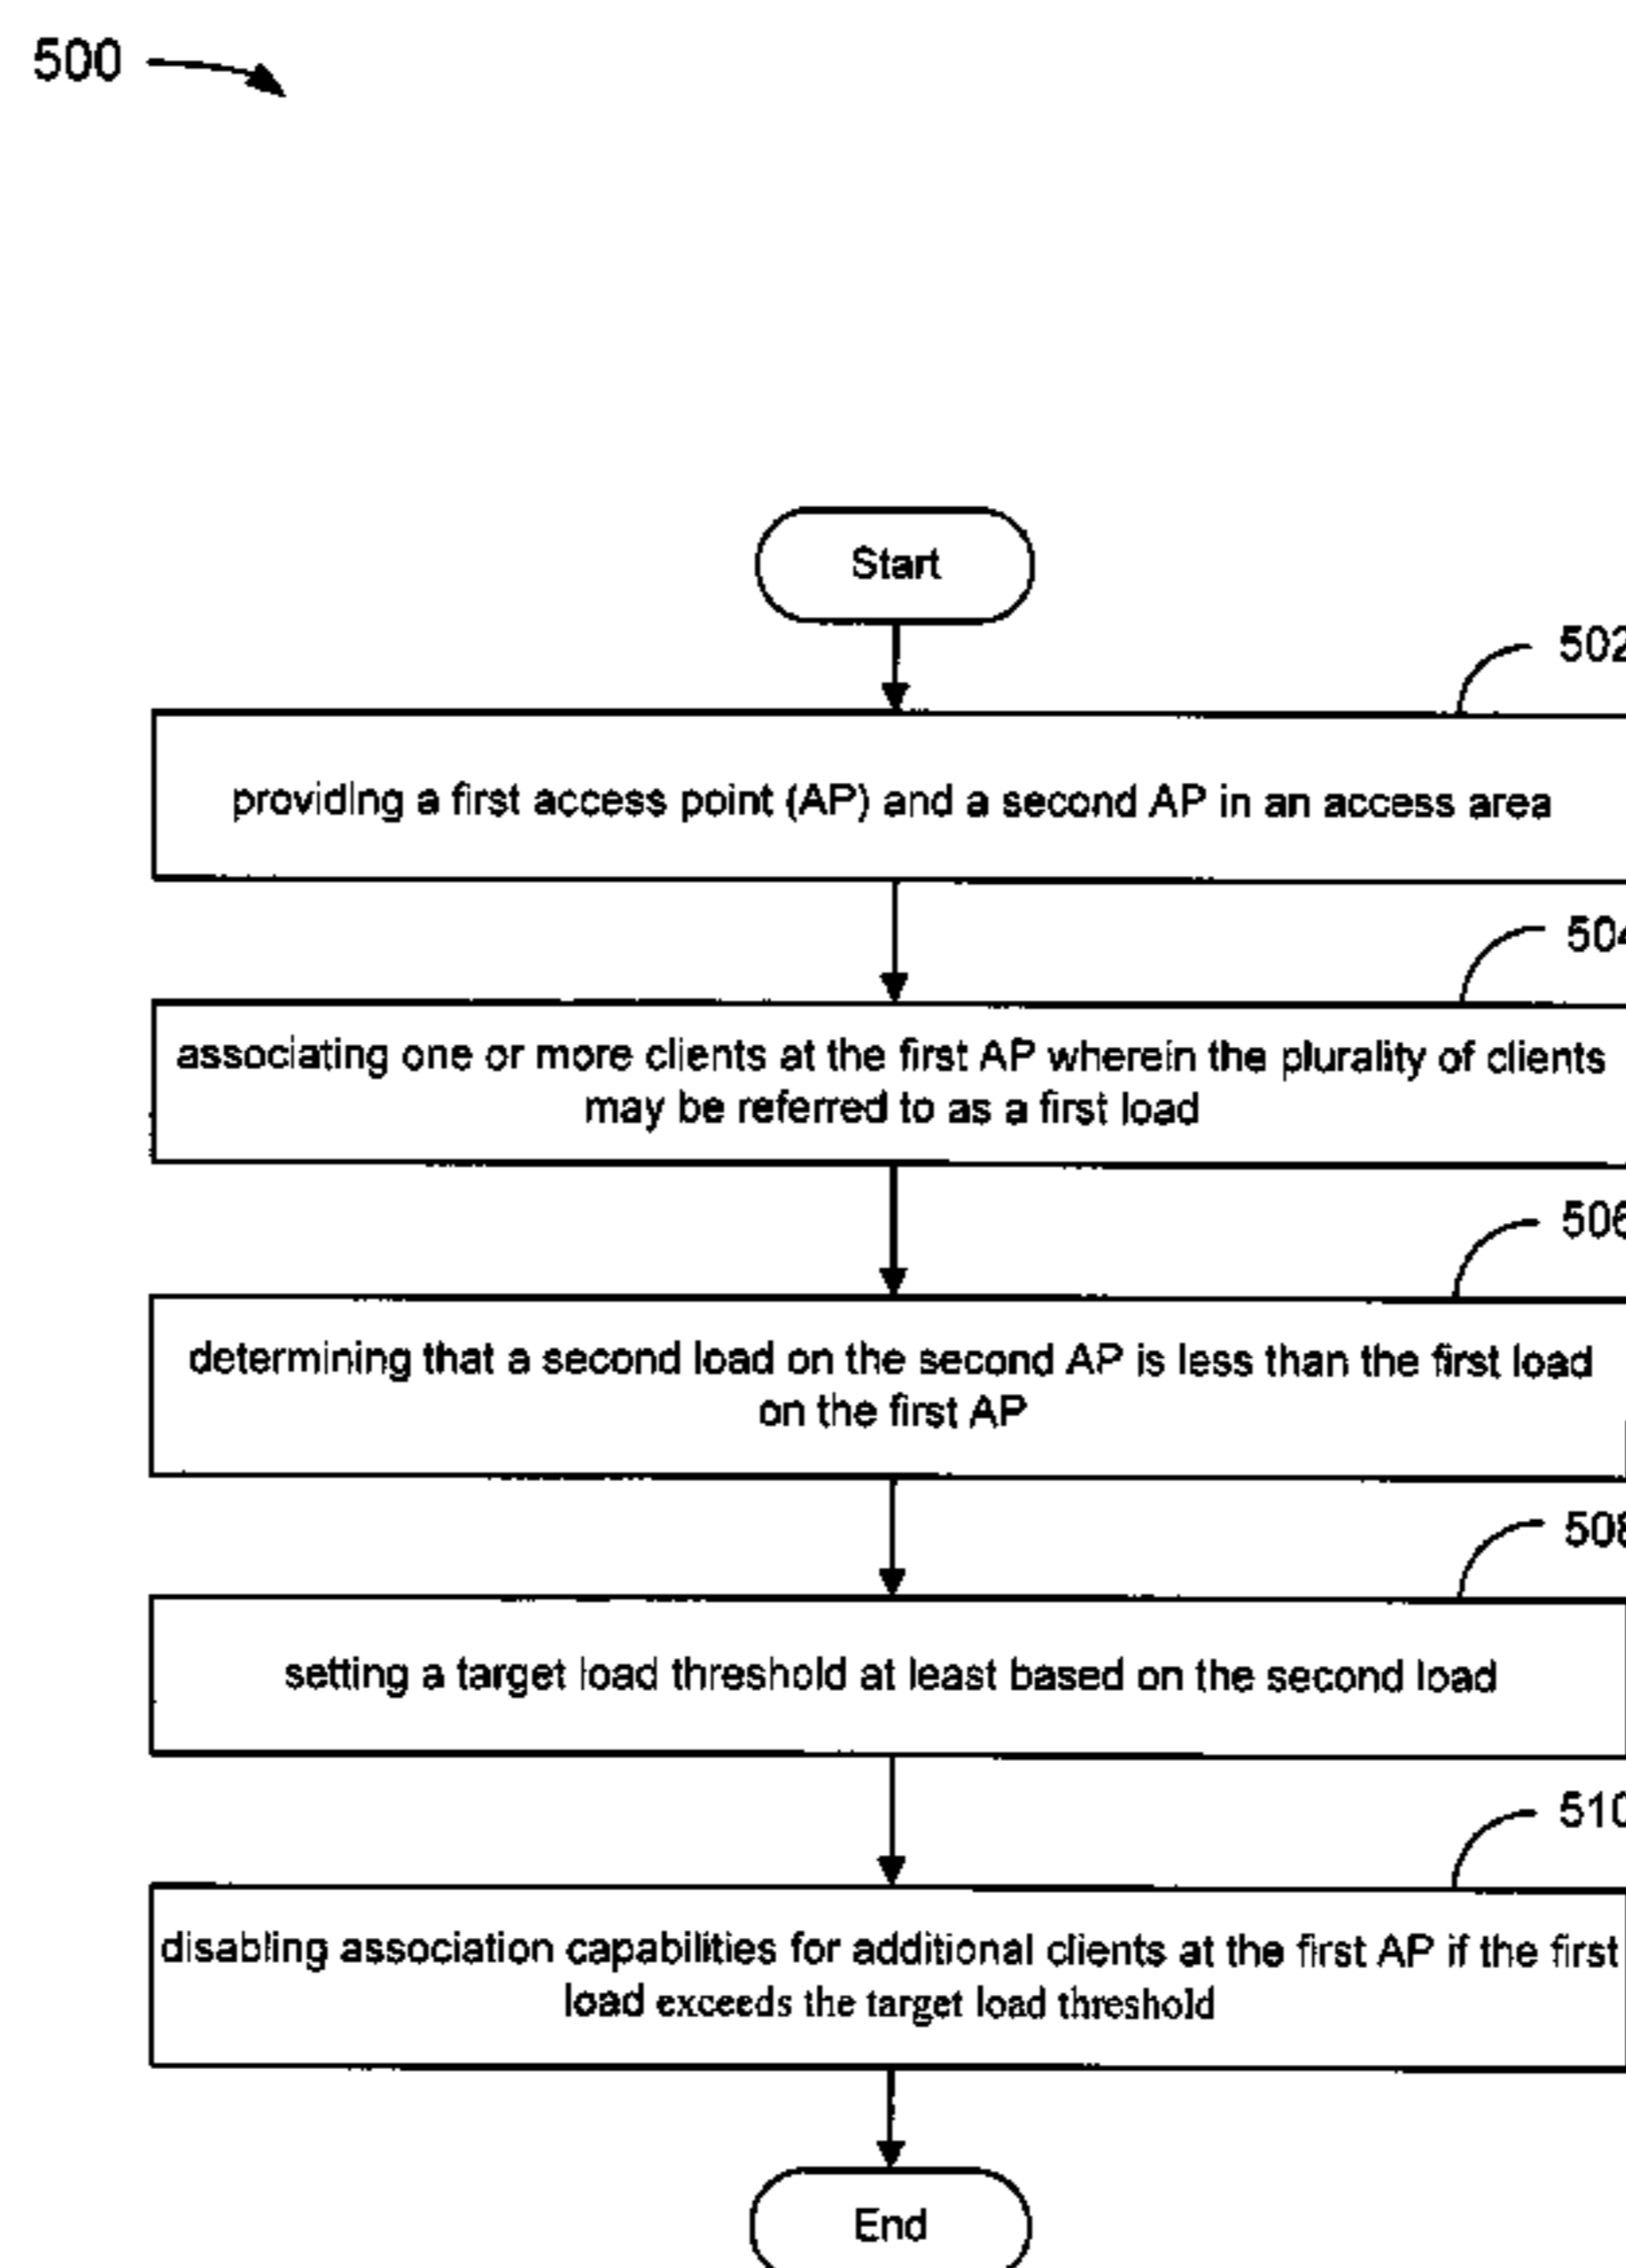 500
Start
502
providing a first access point (AP) and a second AP in an access area
504
associating one or more clients at the first AP wherein the plurality of clients
may be referred to as a first load
506
determining that a second load on the second AP is less than the first load
on the first AP
508
setting a target load threshold at least based on the second load
510
disabling association capabilities for additional clients at the first AP if the first
load exceeds the target load threshold
End